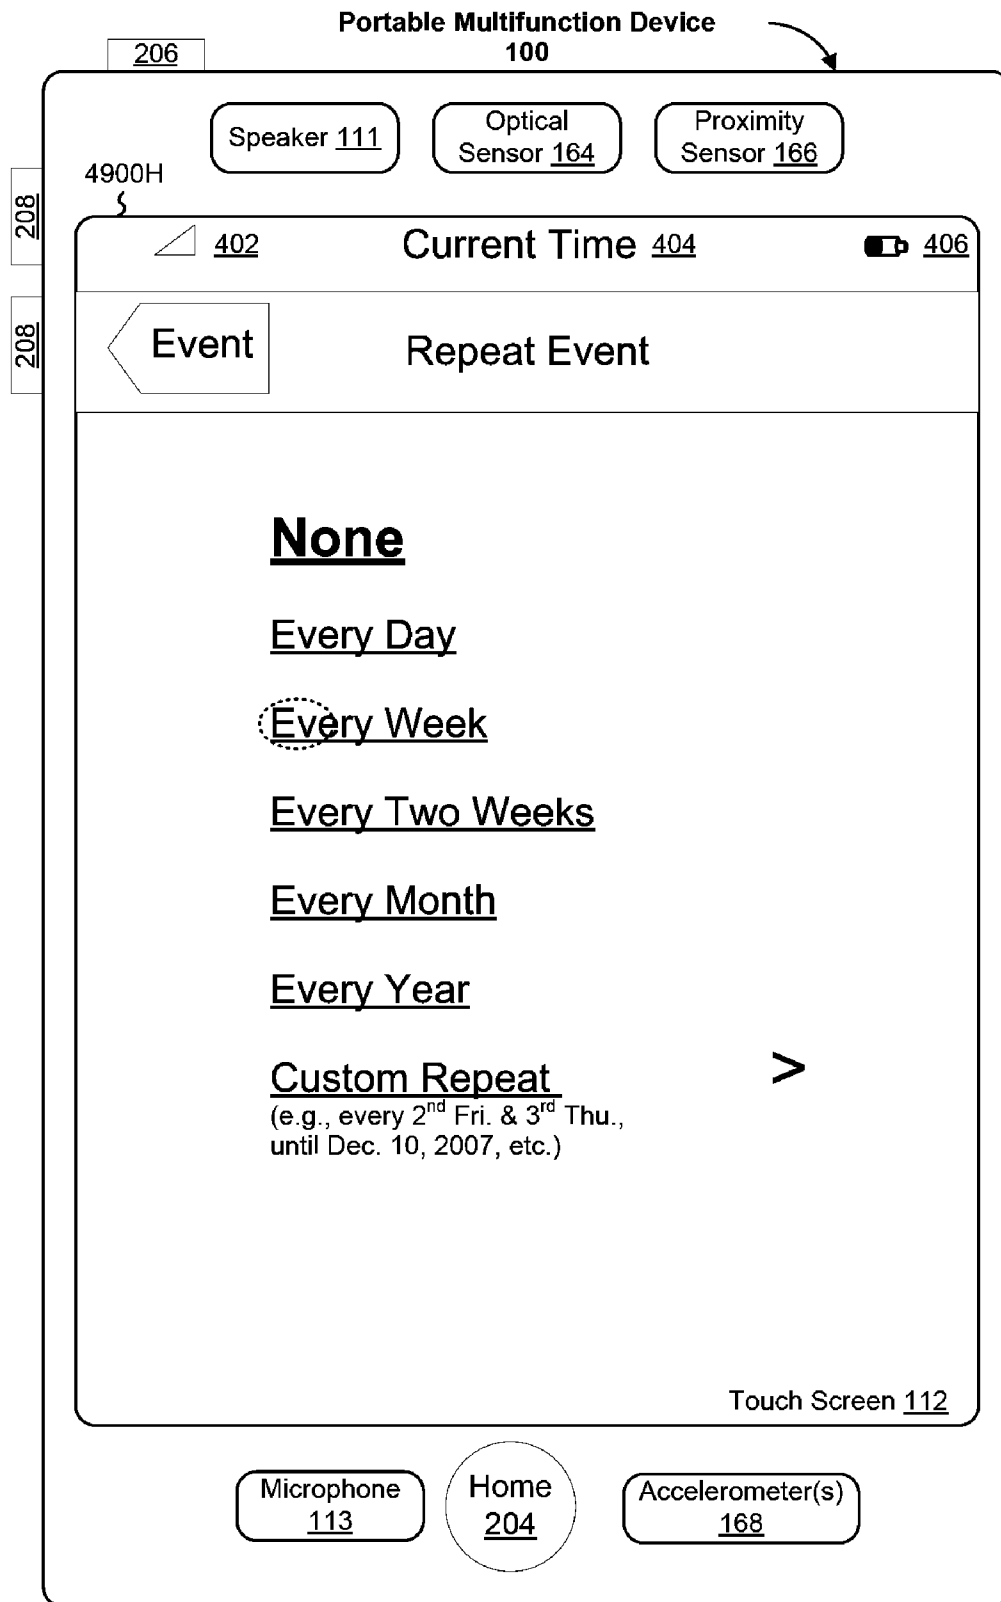 Portable Multifunction Device
100
206
Speaker 111
Optical
Sensor 164
Proximity
Sensor 166
4900H
208
208
402
Current Time 404
406
Event
Repeat Event
None
Every Day
Every Week
Every Two Weeks
Every Month
Every Year
Custom Repeat >
(e.g., every 2nd Fri. & 3rd Thu.,
until Dec. 10, 2007, etc.)
Touch Screen 112
Microphone
113
Home
204
Accelerometer(s)
168